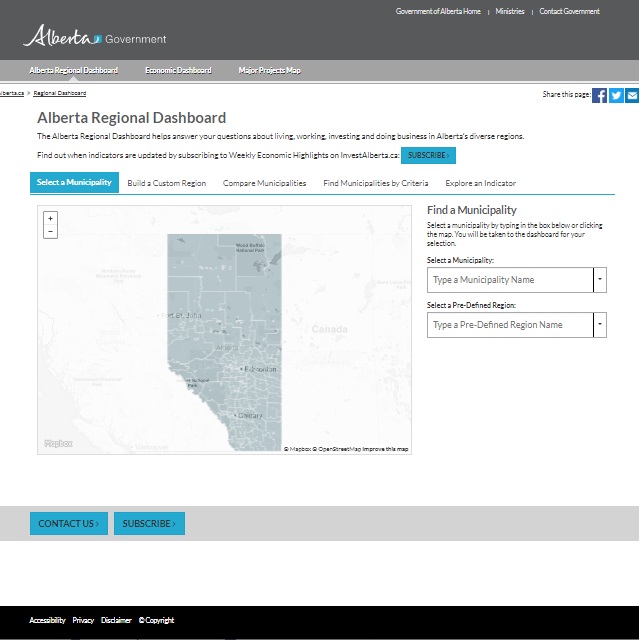 Government of Alberta Home | Ministries | Contact Government
Alberta Government
Alberta Regional Dashboard Economic Dashboard Major Projects Map
lberta.ca > Regional Dashboard
Share this page:
Alberta Regional Dashboard
The Alberta Regional Dashboard helps answer your questions about living, working, investing and doing business in Alberta's diverse regions.
Find out when indicators are updated by subscribing to Weekly Economic Highlights on InvestAlberta.ca: SUBSCRIBE ›
Select a Municipality Build a Custom Region Compare Municipalities Find Municipalities by Criteria Explore an Indicator
+
−
Wood Buffalo
National Park
Fort St. John
Canada
Alberta
Edmonton
National
Park
Calgary
Vancouver
Mapbox
© Mapbox © OpenStreetMap Improve this map
Find a Municipality
Select a municipality by typing in the box below or clicking
the map. You will be taken to the dashboard for your
selection.
Select a Municipality:
Type a Municipality Name
Select a Pre-Defined Region:
Type a Pre-Defined Region Name
CONTACT US › SUBSCRIBE ›
Accessibility Privacy Disclaimer © Copyright